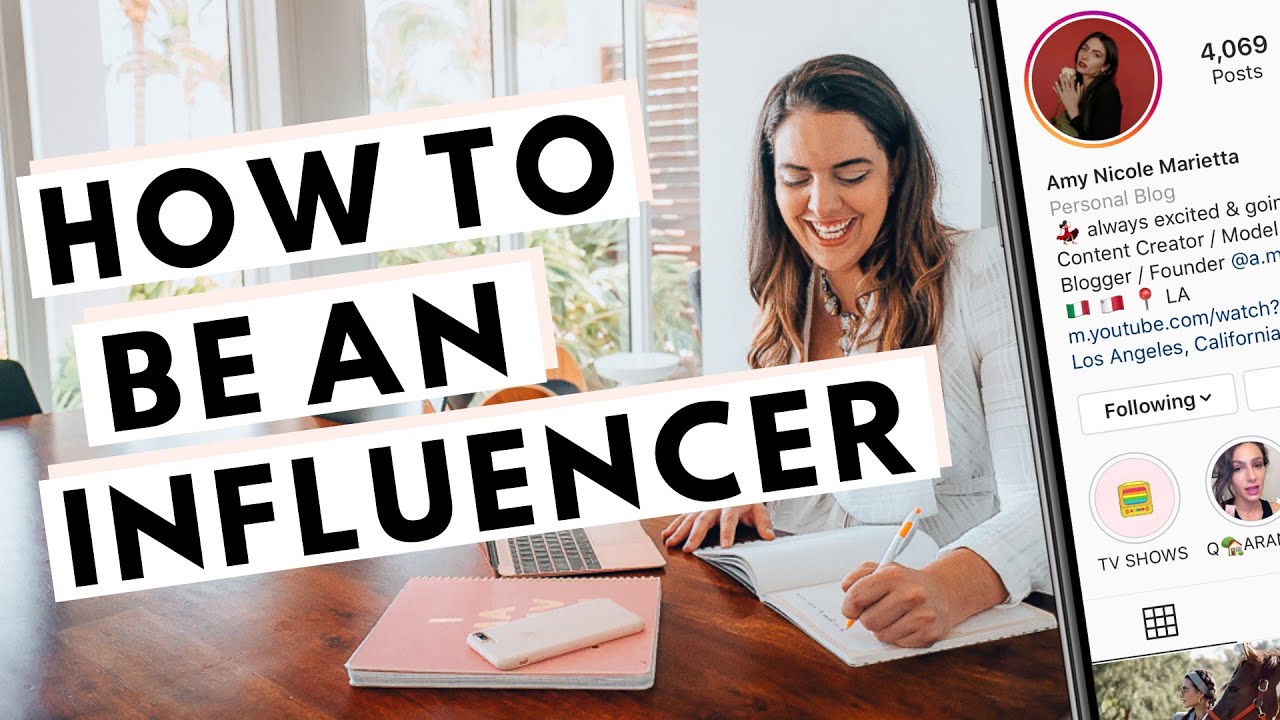 HOW TO
BE AN
INFLUENCER
4,069
Posts
Amy Nicole Marietta
Personal Blog
💃 always excited & goin
Content Creator / Model
Blogger / Founder @a.m
🇮🇹 🇲🇹 📍 LA
m.youtube.com/watch?
Los Angeles, California
Following
TV SHOWS
Q🏡ARAN